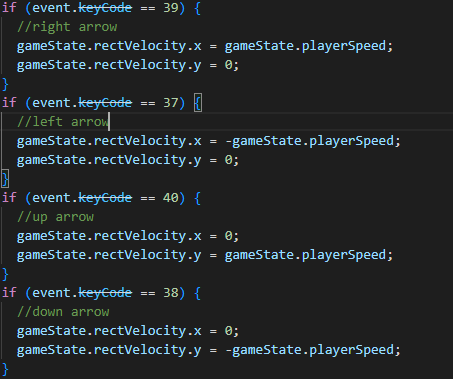 if (event.keyCode == 39) {
//right arrow
gameState.rectVelocity.x = gameState.playerSpeed;
gameState.rectVelocity.y = 0;
}
if (event.keyCode == 37) {
//left arrow
gameState.rectVelocity.x = -gameState.playerSpeed;
gameState.rectVelocity.y = 0;
}
if (event.keyCode == 40) {
//up arrow
gameState.rectVelocity.x = 0;
gameState.rectVelocity.y = gameState.playerSpeed;
}
if (event.keyCode == 38) {
//down arrow
gameState.rectVelocity.x = 0;
gameState.rectVelocity.y = -gameState.playerSpeed;
}